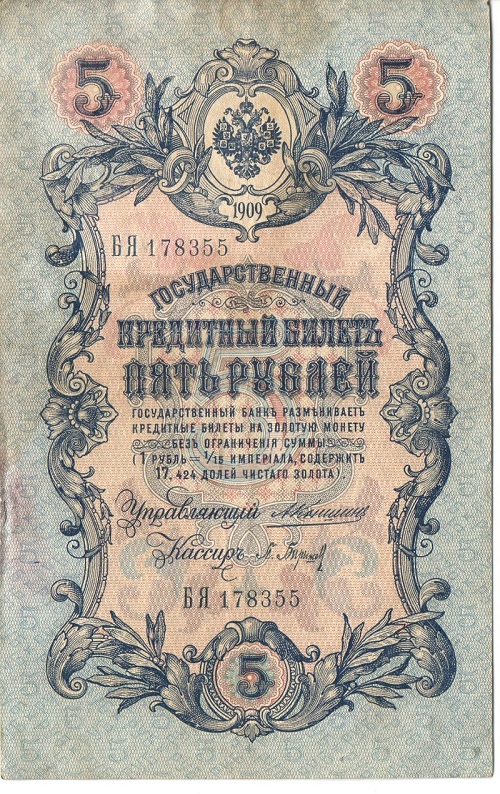 5 5
1909
БЯ 178355
ГОСУДАРСТВЕННЫЙ
КРЕДИТНЫЙ БИЛЕТЪ
ПЯТЬ РУБЛЕЙ
ГОСУДАРСТВЕННЫЙ БАНКЪ РАЗМѢНИВАЕТЪ
КРЕДИТНЫЕ БИЛЕТЫ НА ЗОЛОТУЮ МОНЕТУ
БЕЗЪ ОГРАНИЧЕНІЯ СУММЫ
(1 РУБЛЬ = 1/15 ИМПЕРІАЛА, СОДЕРЖИТЪ
17,424 ДОЛЕЙ ЧИСТАГО ЗОЛОТА).
Управляющій
Кассиръ
БЯ 178355
5